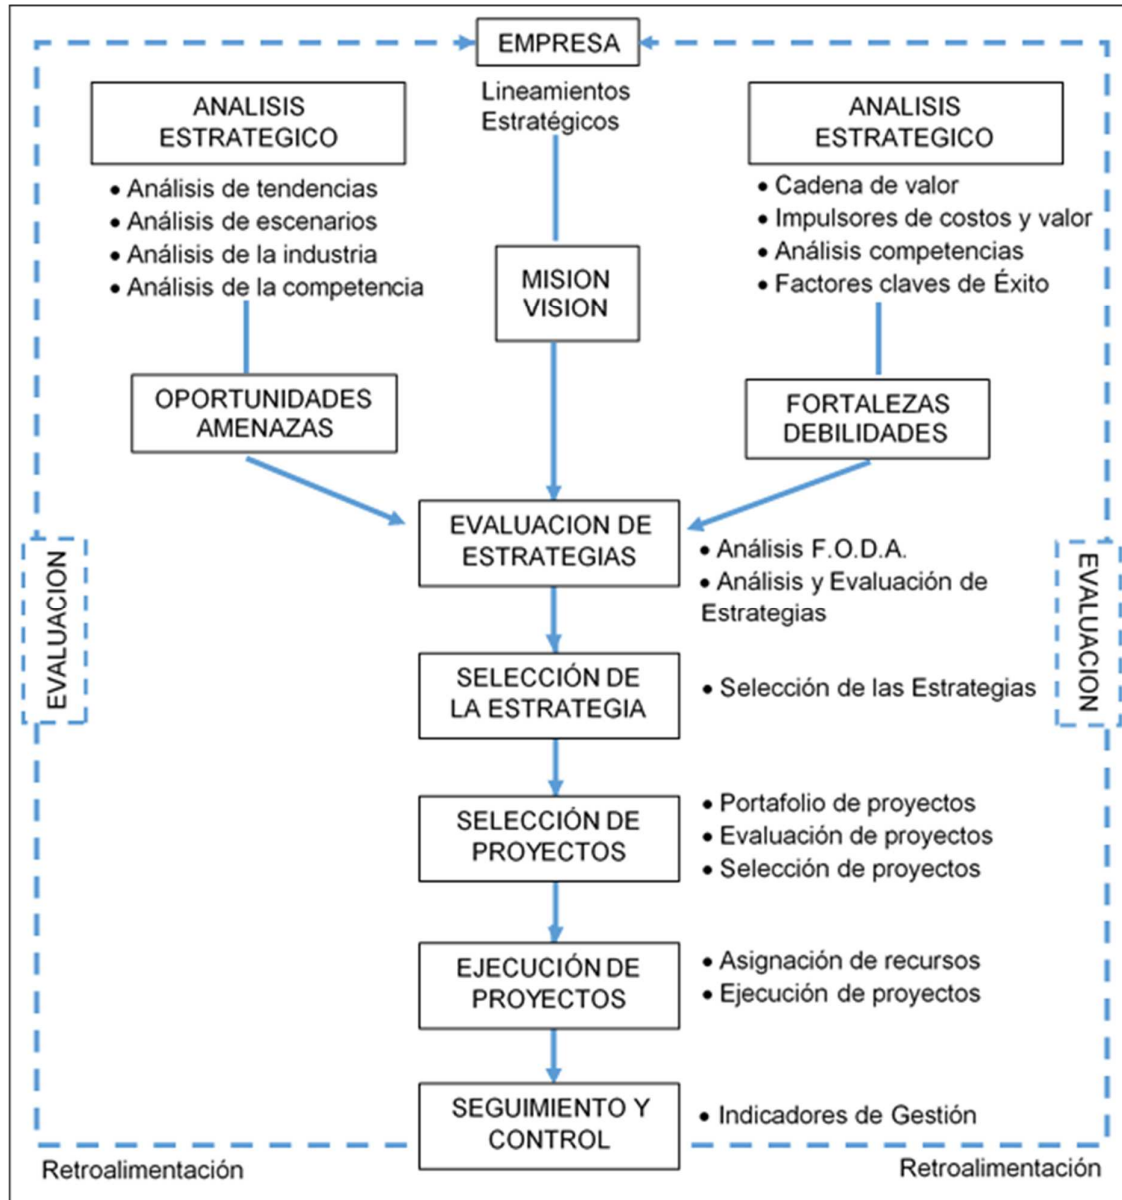 EMPRESA
Lineamientos
Estratégicos
ANALISIS
ESTRATEGICO
• Análisis de tendencias
• Análisis de escenarios
• Análisis de la industria
• Análisis de la competencia
ANALISIS
ESTRATEGICO
• Cadena de valor
• Impulsores de costos y valor
• Análisis competencias
• Factores claves de Éxito
MISION
VISION
OPORTUNIDADES
AMENAZAS
FORTALEZAS
DEBILIDADES
EVALUACION DE
ESTRATEGIAS
• Análisis F.O.D.A.
• Análisis y Evaluación de
Estrategias
EVALUACION
EVALUACION
SELECCIÓN DE
LA ESTRATEGIA
• Selección de las Estrategias
SELECCIÓN DE
PROYECTOS
• Portafolio de proyectos
• Evaluación de proyectos
• Selección de proyectos
EJECUCIÓN DE
PROYECTOS
• Asignación de recursos
• Ejecución de proyectos
SEGUIMIENTO Y
CONTROL
• Indicadores de Gestión
Retroalimentación
Retroalimentación